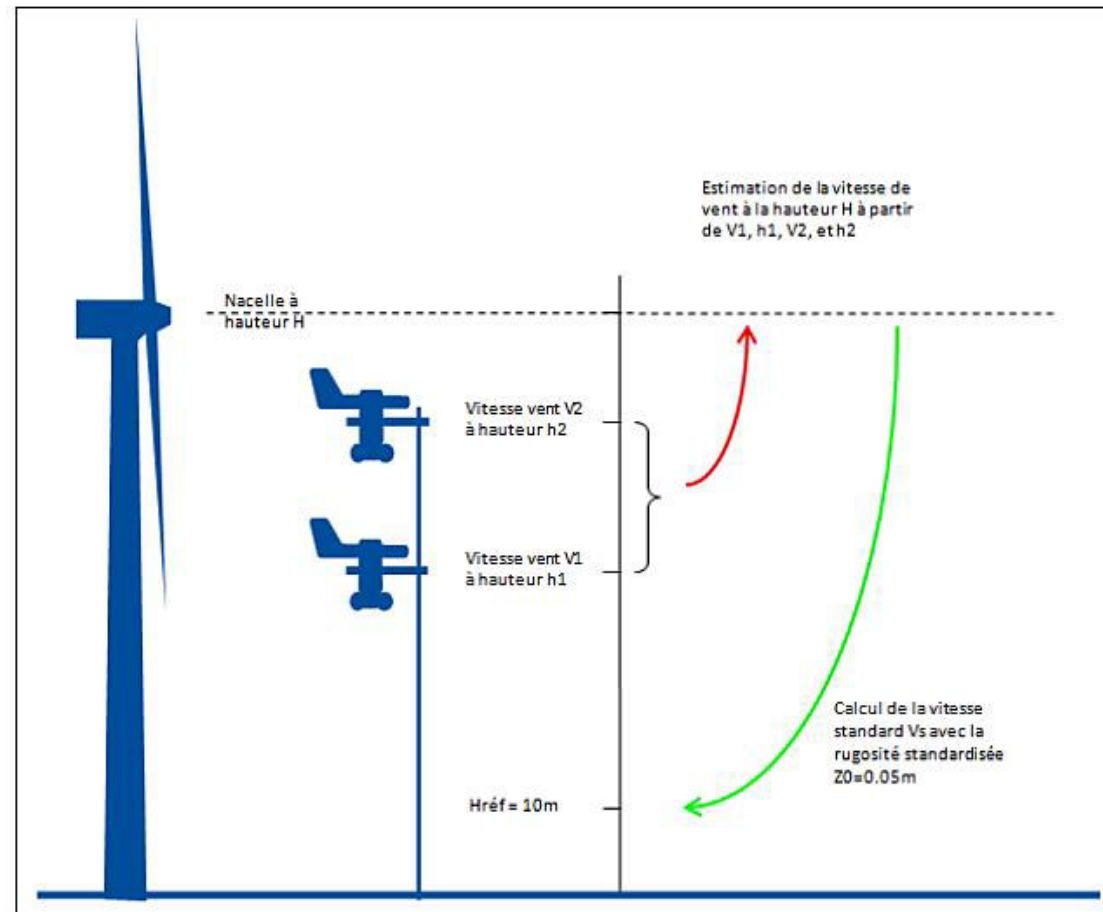 Estimation de la vitesse de
vent à la hauteur H à partir
de V1, h1, V2, et h2
Nacelle à
hauteur H
Vitesse vent V2
à hauteur h2
Vitesse vent V1
à hauteur h1
Calcul de la vitesse
standard Vs avec la
rugosité standardisée
Z0=0.05m
Hréf = 10m